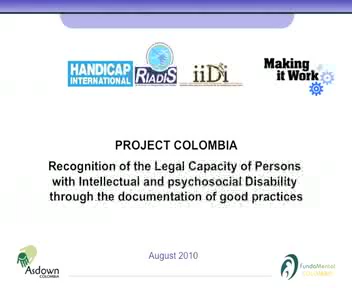 HANDICAP
INTERNATIONAL
RIADIS
iiDi
Making
it Work
PROJECT COLOMBIA
Recognition of the Legal Capacity of Persons
with Intellectual and psychosocial Disability
through the documentation of good practices
August 2010
Asdown
COLOMBIA
FundaMental
COLOMBIA